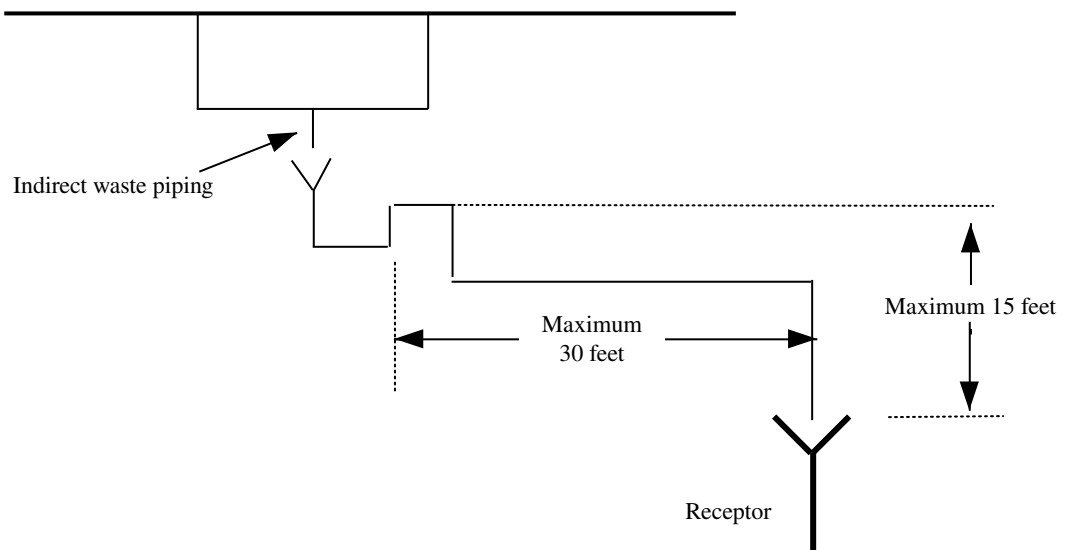 Indirect waste piping
Maximum 15 feet
Maximum
30 feet
Receptor